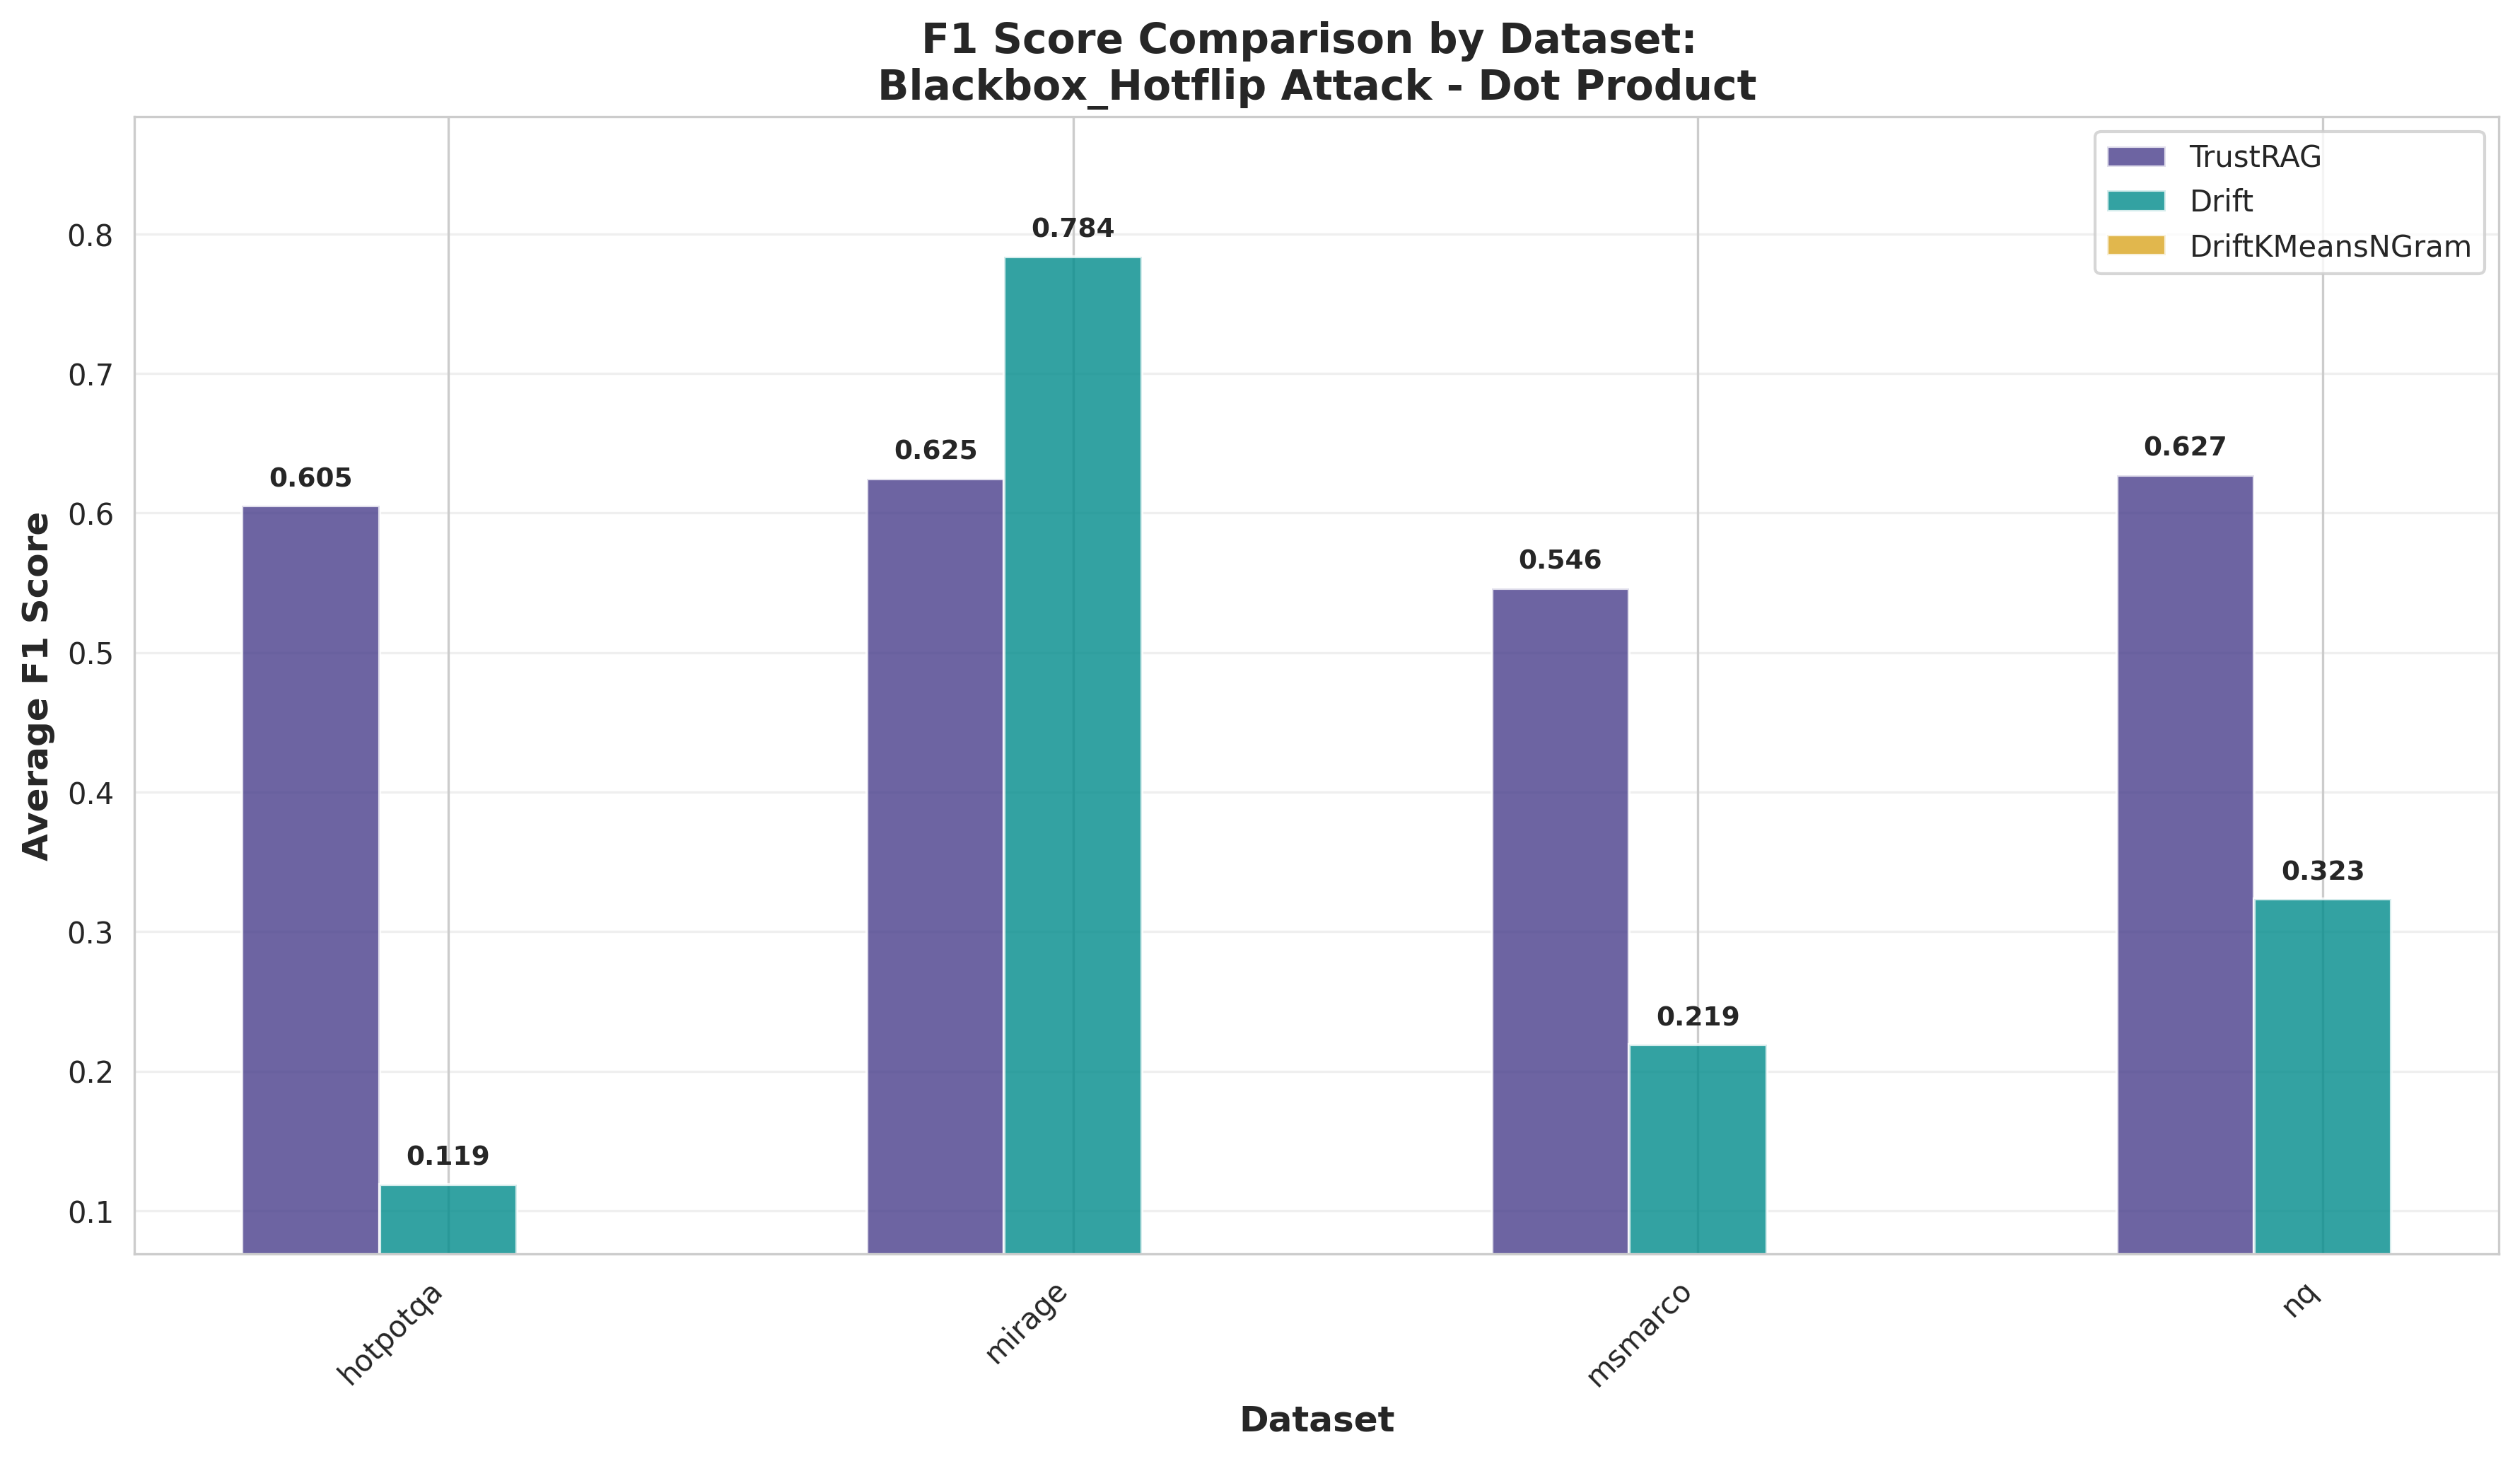 F1 Score Comparison by Dataset:
Blackbox_Hotflip Attack - Dot Product
TrustRAG
Drift
DriftKMeansNGram
Average F1 Score
0.8
0.7
0.6
0.5
0.4
0.3
0.2
0.1
0.605
0.119
0.625
0.784
0.546
0.219
0.627
0.323
hotpotqa
mirage
msmarco
nq
Dataset